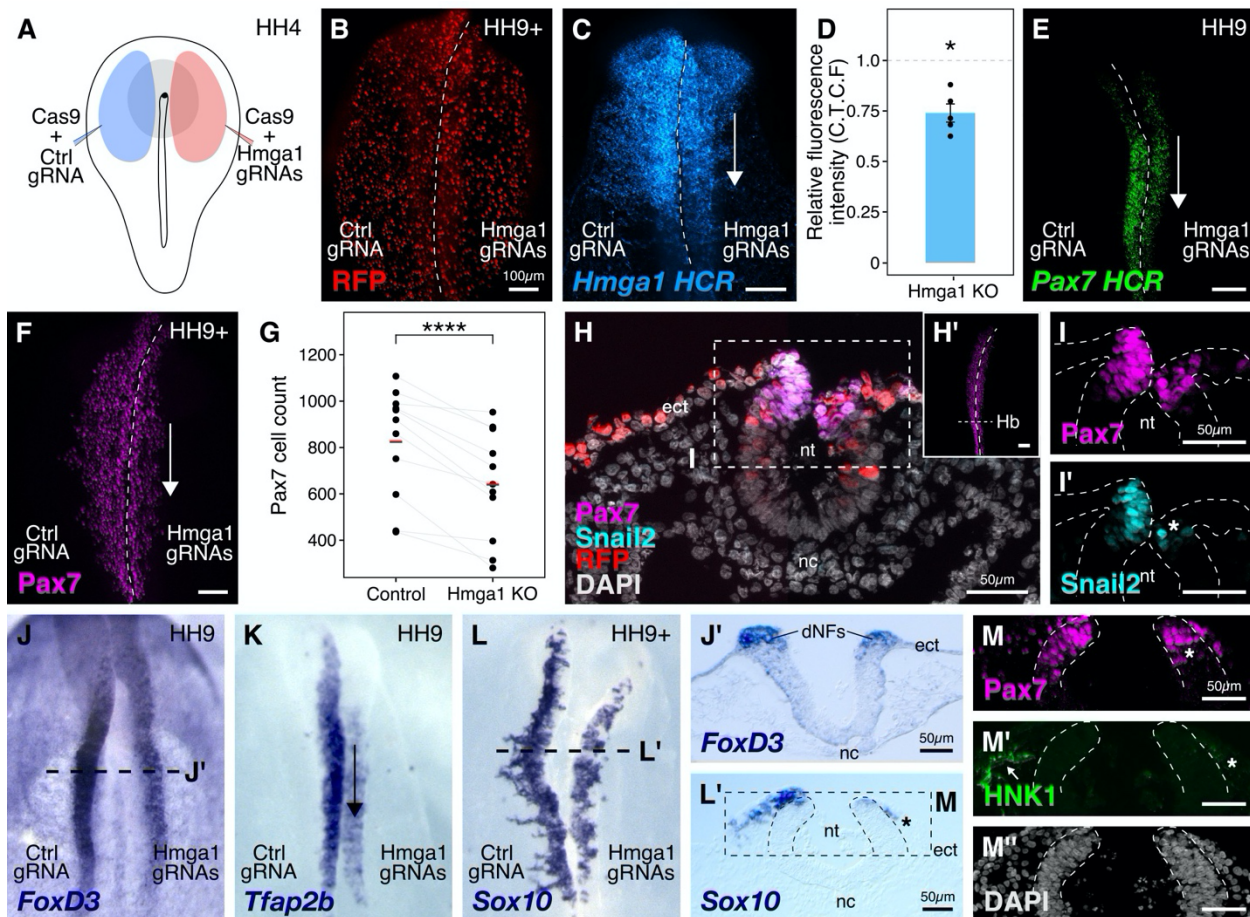 A
HH4
Cas9
+
Ctrl
gRNA
Cas9
+
Hmga1
gRNAs
B
HH9+
Ctrl
gRNA
Hmga1
gRNAs
RFP
100µm
C
Ctrl
gRNA
Hmga1
gRNAs
Hmga1 HCR
D
Relative fluorescence
intensity (C.T.C.F)
*
1.0
0.75
0.5
0.25
0
Hmga1 KO
E
HH9
Ctrl
gRNA
Hmga1
gRNAs
Pax7 HCR
F
HH9+
Ctrl
gRNA
Hmga1
gRNAs
Pax7
G
****
Pax7 cell count
1200
1000
800
600
400
Control
Hmga1 KO
H
ect
I
nt
nc
Pax7
Snail2
RFP
DAPI
50µm
H'
Hb
I
nt
Pax7
50µm
I'
*
nt
Snail2
J
HH9
J'
Ctrl
gRNA
Hmga1
gRNAs
FoxD3
K
HH9
Ctrl
gRNA
Hmga1
gRNAs
Tfap2b
L
HH9+
L'
Ctrl
gRNA
Hmga1
gRNAs
Sox10
J'
dNFs
ect
nc
FoxD3
50µm
L'
M
nt
*
ect
nc
Sox10
50µm
M
*
Pax7
50µm
M'
*
HNK1
M"
DAPI